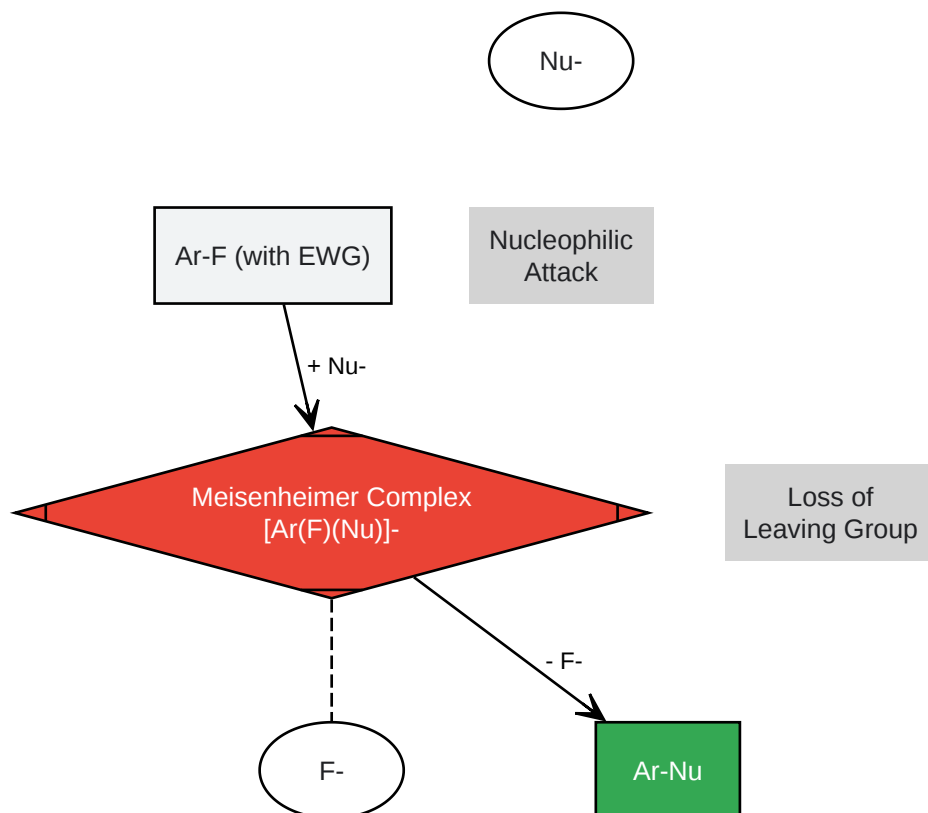 Nu-
Ar-F (with EWG)
Nucleophilic
Attack
+ Nu-
Meisenheimer Complex
[Ar(F)(Nu)]-
Loss of
Leaving Group
- F-
F-
Ar-Nu